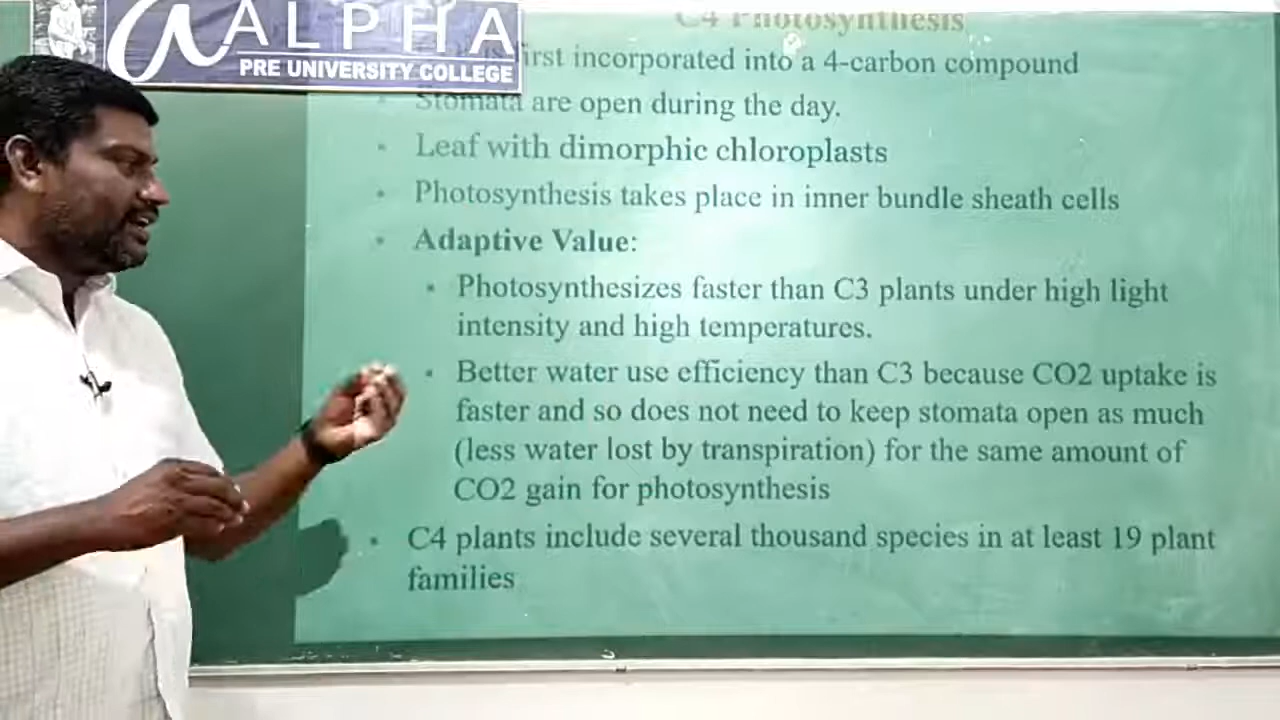 ALPHA
PRE UNIVERSITY COLLEGE
C4 Photosynthesis
first incorporated into a 4-carbon compound
Stomata are open during the day.
Leaf with dimorphic chloroplasts
Photosynthesis takes place in inner bundle sheath cells
Adaptive Value:
Photosynthesizes faster than C3 plants under high light
intensity and high temperatures.
Better water use efficiency than C3 because CO2 uptake is
faster and so does not need to keep stomata open as much
(less water lost by transpiration) for the same amount of
CO2 gain for photosynthesis
C4 plants include several thousand species in at least 19 plant
families